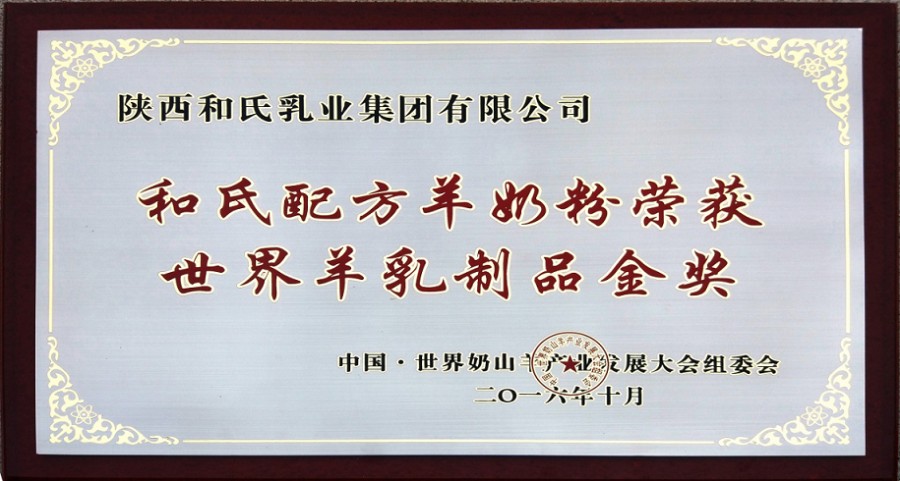 陕西和氏乳业集团有限公司
和氏配方羊奶粉荣获
世界羊乳制品金奖
中国·世界奶山羊产业发展大会组委会
二〇一六年十月